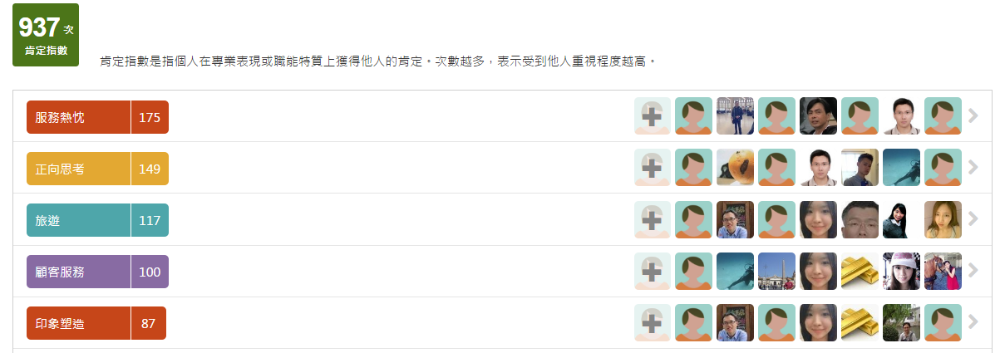 937 次
肯定指數
肯定指數是指個人在專業表現或職能特質上獲得他人的肯定。次數越多，表示受到他人重視程度越高。
服務熱忱 175
正向思考 149
旅遊 117
顧客服務 100
印象塑造 87